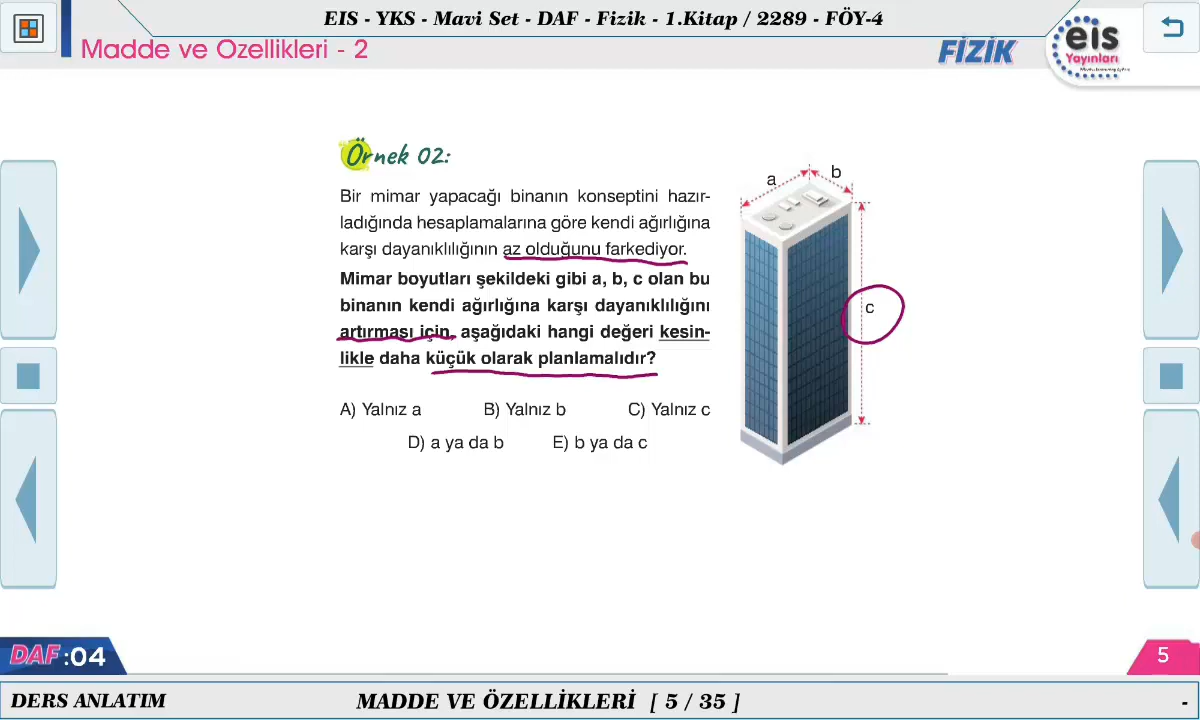 EIS - YKS - Mavi Set - DAF - Fizik - 1.Kitap / 2289 - FÖY-4
Madde ve Özellikleri - 2
FİZİK
eis
Yayınları
Örnek 02:
Bir mimar yapacağı binanın konseptini hazır-
ladığında hesaplamalarına göre kendi ağırlığına
karşı dayanıklılığının az olduğunu farkediyor.
Mimar boyutları şekildeki gibi a, b, c olan bu
binanın kendi ağırlığına karşı dayanıklılığını
artırması için, aşağıdaki hangi değeri kesin-
likle daha küçük olarak planlamalıdır?
A) Yalnız a B) Yalnız b C) Yalnız c
D) a ya da b E) b ya da c
a
b
c
DAF :04
5
DERS ANLATIM
MADDE VE ÖZELLİKLERİ [ 5 / 35 ]
-